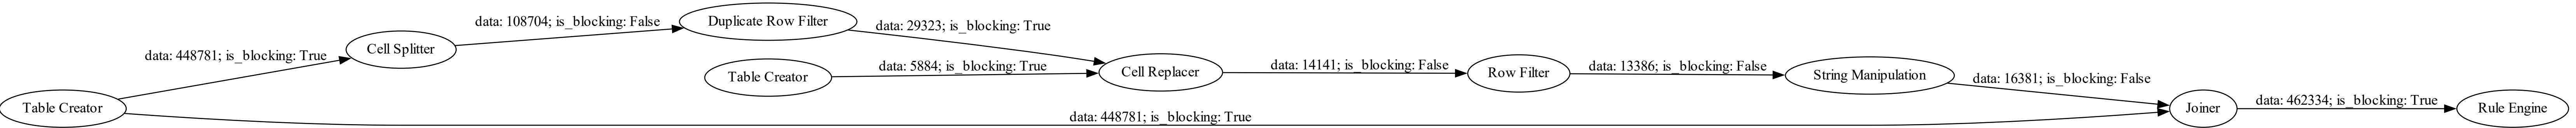 Table Creator
data: 448781; is_blocking: True
Cell Splitter
data: 108704; is_blocking: False
Duplicate Row Filter
data: 29323; is_blocking: True
Table Creator
data: 5884; is_blocking: True
Cell Replacer
data: 14141; is_blocking: False
Row Filter
data: 13386; is_blocking: False
String Manipulation
data: 16381; is_blocking: False
data: 448781; is_blocking: True
Joiner
data: 462334; is_blocking: True
Rule Engine